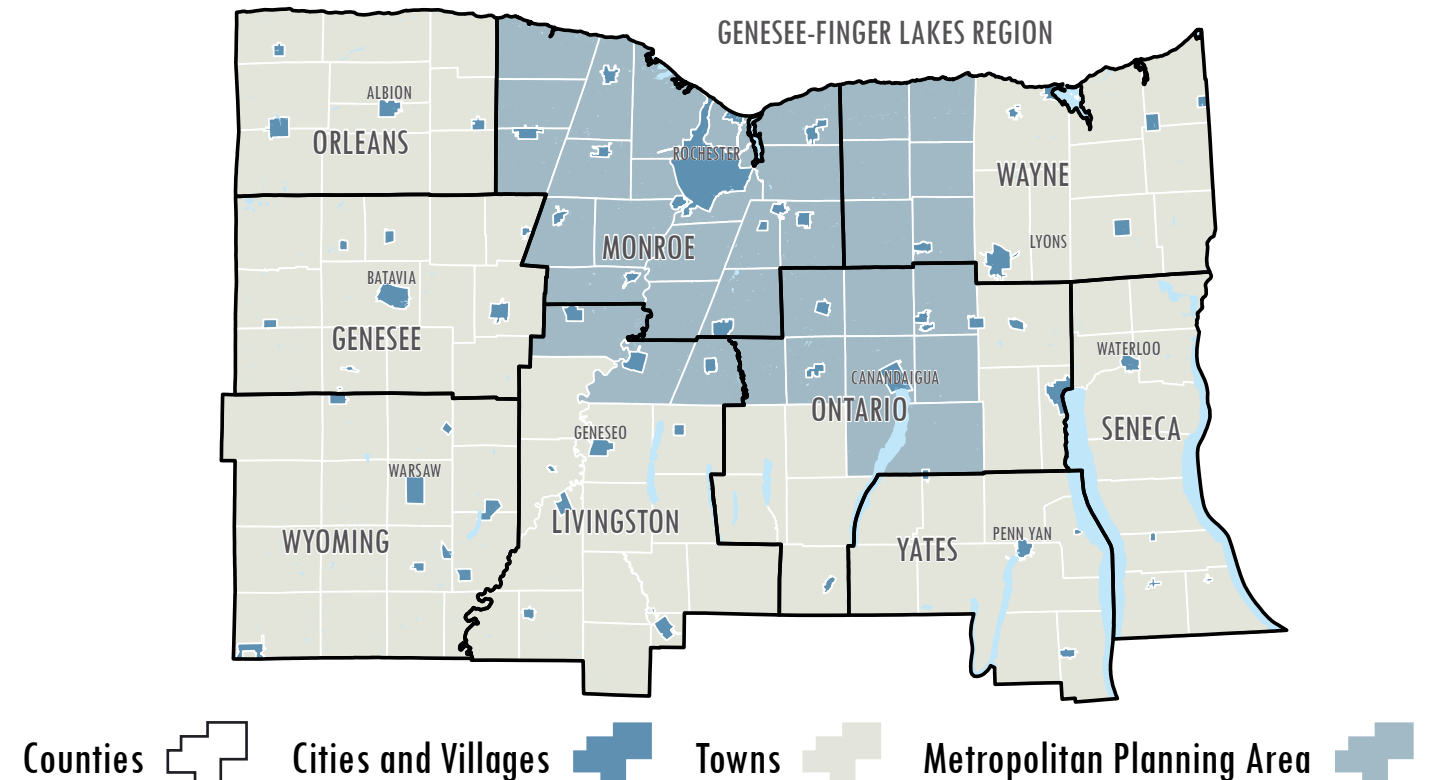 GENESEE-FINGER LAKES REGION
ALBION
ORLEANS
ROCHESTER
WAYNE
MONROE
LYONS
BATAVIA
GENESEE
WATERLOO
CANANDAIGUA
ONTARIO
SENECA
GENESEO
WARSAW
LIVINGSTON
WYOMING
PENN YAN
YATES
Counties
Cities and Villages
Towns
Metropolitan Planning Area